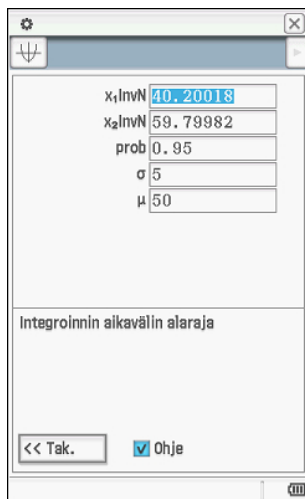 x₁InvN 40.20018
x₂InvN 59.79982
prob 0.95
σ 5
μ 50
Integroinnin aikavälin alaraja
<< Tak. Ohje